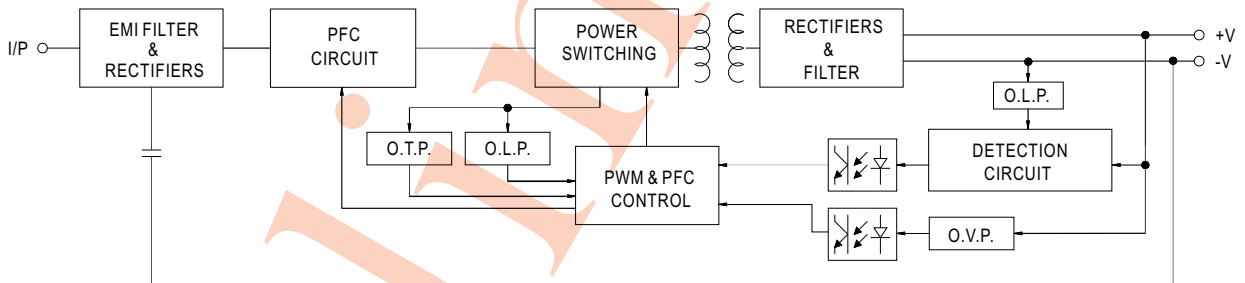 I/P
EMI FILTER
&
RECTIFIERS
PFC
CIRCUIT
POWER
SWITCHING
RECTIFIERS
&
FILTER
+V
-V
O.L.P.
O.T.P.
O.L.P.
PWM & PFC
CONTROL
DETECTION
CIRCUIT
O.V.P.